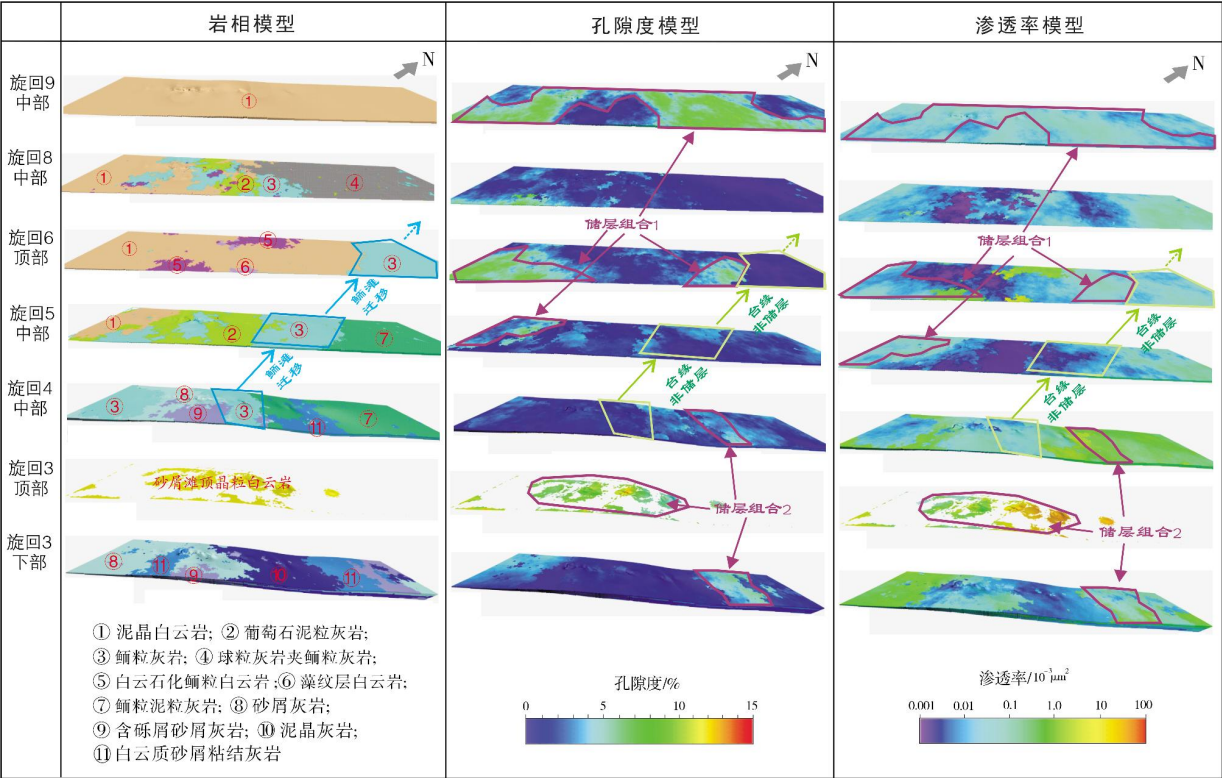 岩相模型
孔隙度模型
渗透率模型
旋回9
中部
N
①
N
N
旋回8
中部
①
②
③
④
旋回6
顶部
①
⑤
⑤
⑥
③
储层组合1
储层组合1
鲕滩
迁移
台缘
非储层
台缘
非储层
旋回5
中部
①
②
③
⑦
鲕滩
迁移
台缘
非储层
台缘
非储层
旋回4
中部
③
⑧
⑨
③
⑪
⑦
旋回3
顶部
砂屑滩顶晶粒白云岩
储层组合2
储层组合2
旋回3
下部
⑧
⑪
⑨
⑩
⑪
① 泥晶白云岩; ② 葡萄石泥粒灰岩;
③ 鲕粒灰岩; ④ 球粒灰岩夹鲕粒灰岩;
⑤ 白云石化鲕粒白云岩;⑥ 藻纹层白云岩;
⑦ 鲕粒泥粒灰岩; ⑧ 砂屑灰岩;
⑨ 含砾屑砂屑灰岩; ⑩ 泥晶灰岩;
⑪ 白云质砂屑粘结灰岩
孔隙度/%
0 5 10 15
渗透率/10⁻³μm²
0.001 0.01 0.1 1.0 10 100